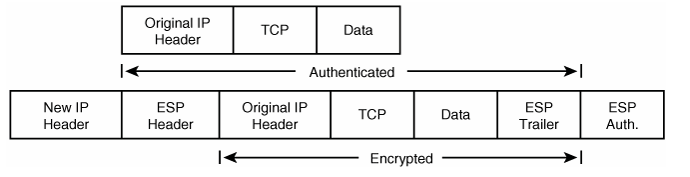 Original IP Header TCP Data
Authenticated
New IP Header ESP Header Original IP Header TCP Data ESP Trailer ESP Auth.
Encrypted